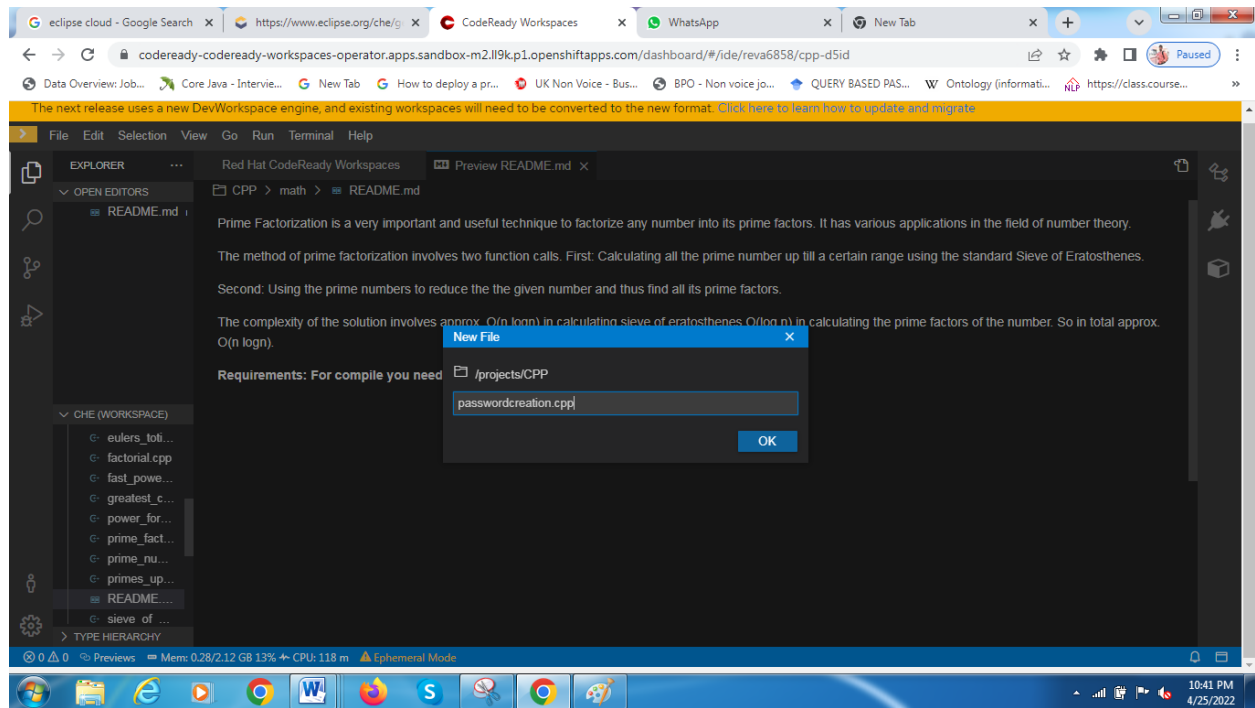 eclipse cloud - Google Search
https://www.eclipse.org/che/g
CodeReady Workspaces
WhatsApp
New Tab
codeready-codeready-workspaces-operator.apps.sandbox-m2.ll9k.p1.openshiftapps.com/dashboard/#/ide/reva6858/cpp-d5id
Paused
Data Overview: Job...
Core Java - Intervie...
New Tab
How to deploy a pr...
UK Non Voice - Bus...
BPO - Non voice jo...
QUERY BASED PAS...
Ontology (informati...
https://class.course...
The next release uses a new DevWorkspace engine, and existing workspaces will need to be converted to the new format. Click here to learn how to update and migrate
File Edit Selection View Go Run Terminal Help
EXPLORER
Red Hat CodeReady Workspaces
Preview README.md
OPEN EDITORS
CPP > math > README.md
README.md
Prime Factorization is a very important and useful technique to factorize any number into its prime factors. It has various applications in the field of number theory.
The method of prime factorization involves two function calls. First: Calculating all the prime number up till a certain range using the standard Sieve of Eratosthenes.
Second: Using the prime numbers to reduce the the given number and thus find all its prime factors.
The complexity of the solution involves approx. O(n logn) in calculating sieve of eratosthenes O(log n) in calculating the prime factors of the number. So in total approx.
O(n logn).
Requirements: For compile you need
New File
/projects/CPP
passwordcreation.cpp
OK
CHE (WORKSPACE)
eulers_toti...
factorial.cpp
fast_powe...
greatest_c...
power_for...
prime_fact...
prime_nu...
primes_up...
README....
sieve of ...
TYPE HIERARCHY
0 0 Previews Mem: 0.28/2.12 GB 13% CPU: 118 m Ephemeral Mode
10:41 PM
4/25/2022